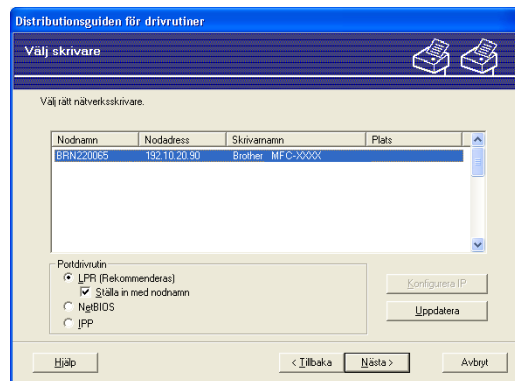 Distributionsguiden för drivrutiner
Välj skrivare
Välj rätt nätverksskrivare.
Nodnamn Nodadress Skrivarnamn Plats
BRN220065 192.10.20.90 Brother MFC-XXXX
Portdrivrutin
LPR (Rekommenderas)
Ställa in med nodnamn
NetBIOS
IPP
Konfigurera IP
Uppdatera
Hjälp < Tillbaka Nästa > Avbryt